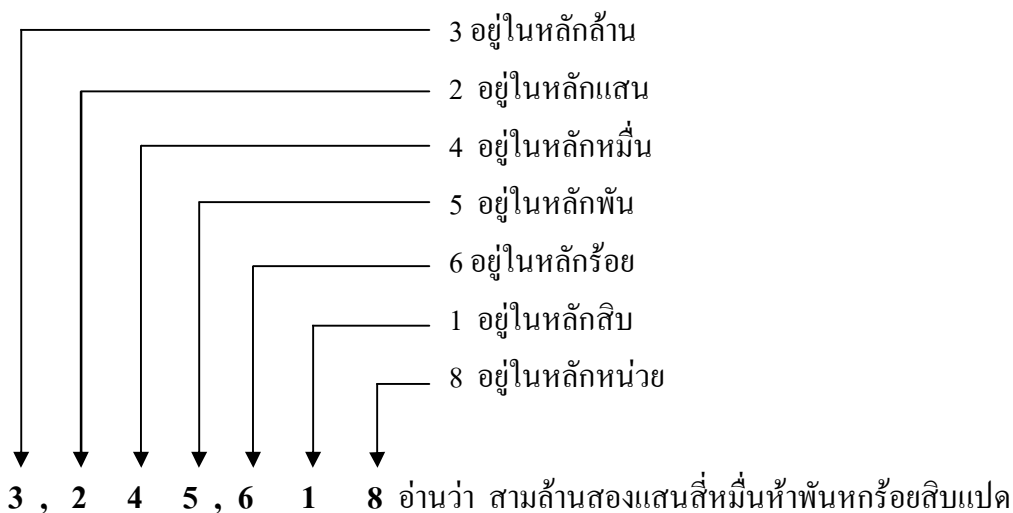 3 อยู่ในหลักล้าน
2 อยู่ในหลักแสน
4 อยู่ในหลักหมื่น
5 อยู่ในหลักพัน
6 อยู่ในหลักร้อย
1 อยู่ในหลักสิบ
8 อยู่ในหลักหน่วย
3 , 2 4 5 , 6 1 8 อ่านว่า สามล้านสองแสนสี่หมื่นห้าพันหกร้อยสิบแปด